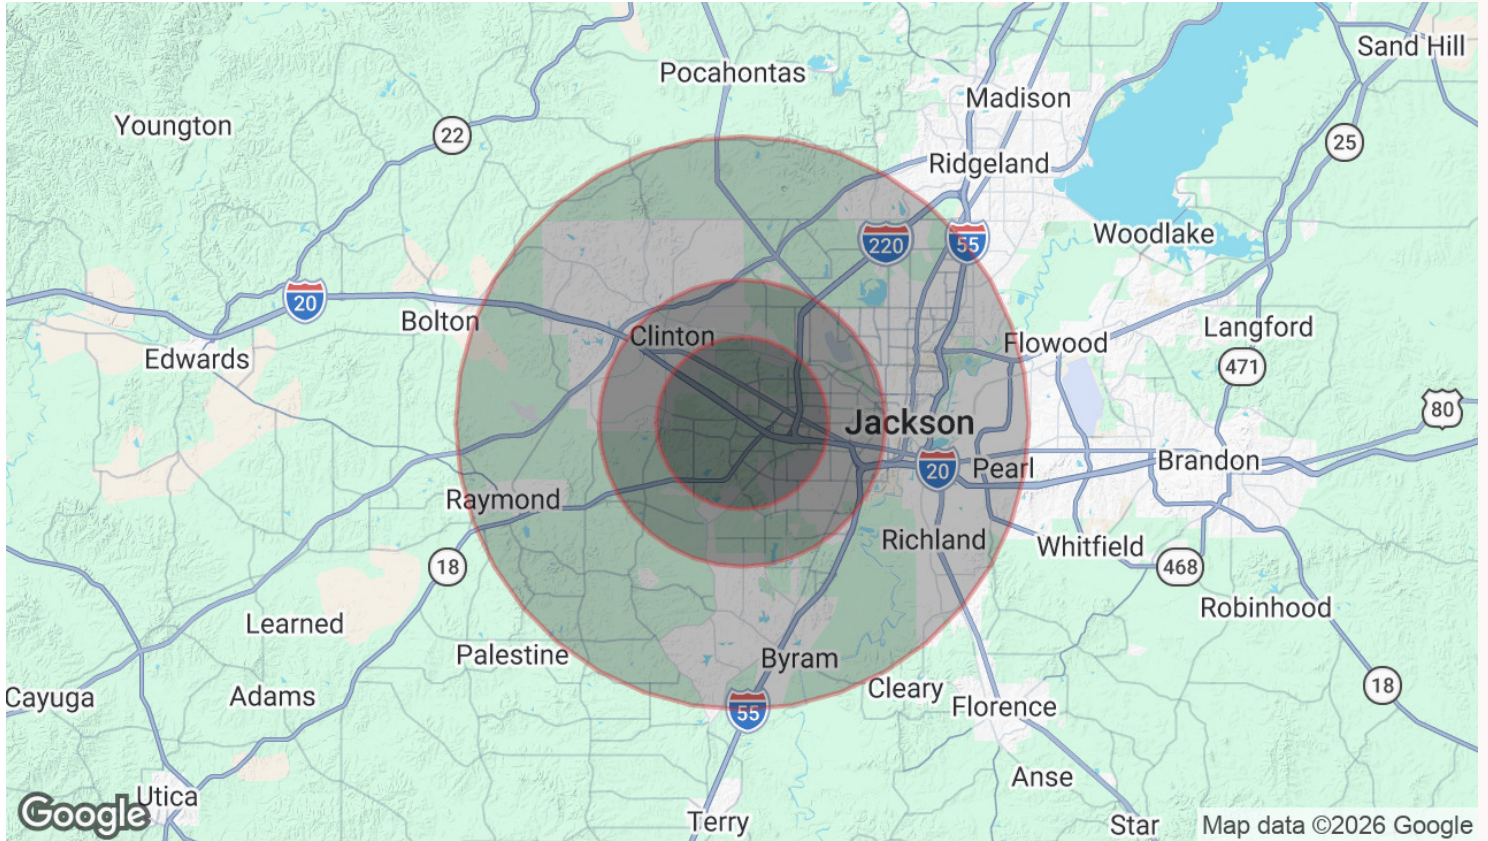 Sand Hill
Pocahontas
Madison
Youngton
22
25
Ridgeland
Woodlake
220
55
20
Bolton
Clinton
Langford
Edwards
Flowood
471
80
Jackson
20
Pearl
Brandon
Raymond
Richland
Whitfield
18
468
Robinhood
Learned
Palestine
Byram
Cayuga
Adams
Cleary
18
Florence
55
Anse
Utica
Google
Terry
Star
Map data ©2026 Google